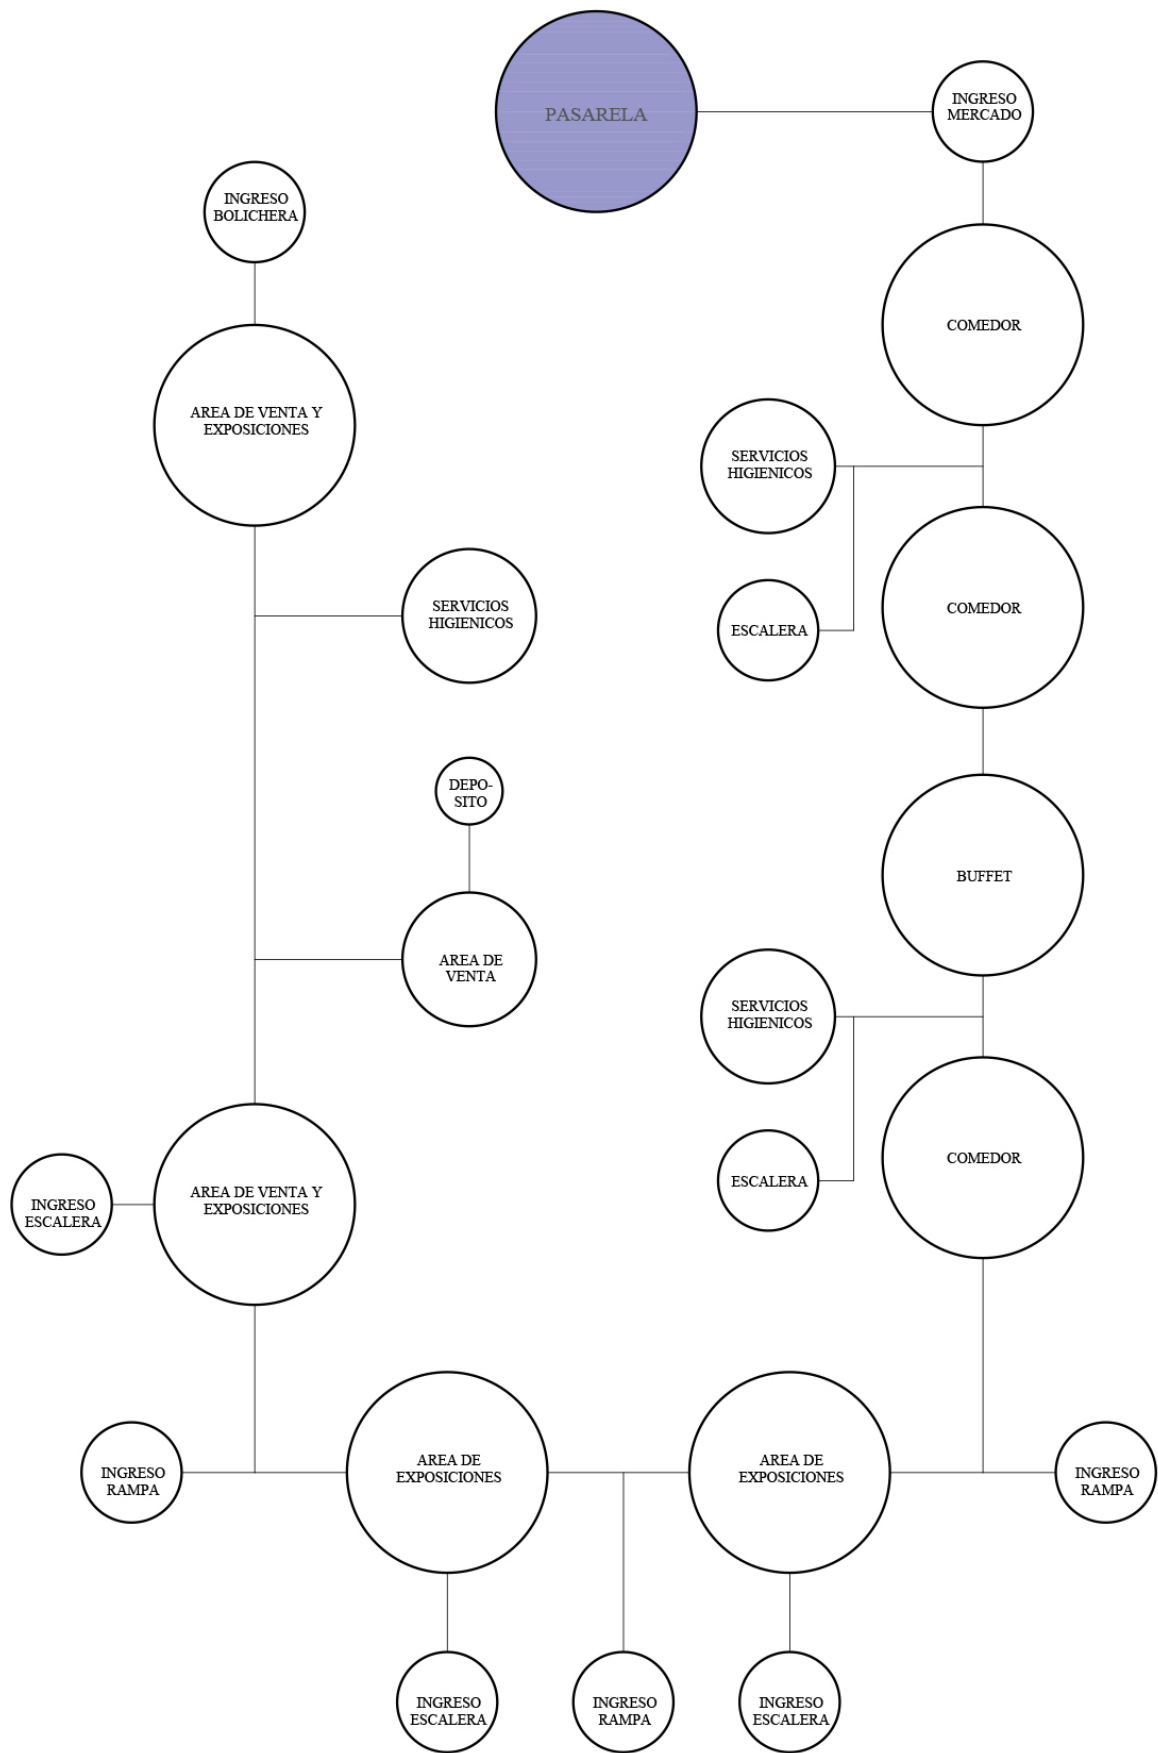 PASARELA
INGRESO
MERCADO
INGRESO
BOLICHERA
COMEDOR
AREA DE VENTA Y
EXPOSICIONES
SERVICIOS
HIGIENICOS
SERVICIOS
HIGIENICOS
COMEDOR
ESCALERA
DEPO-
SITO
BUFFET
AREA DE
VENTA
SERVICIOS
HIGIENICOS
COMEDOR
ESCALERA
AREA DE VENTA Y
EXPOSICIONES
INGRESO
ESCALERA
AREA DE
EXPOSICIONES
AREA DE
EXPOSICIONES
INGRESO
RAMPA
INGRESO
RAMPA
INGRESO
ESCALERA
INGRESO
RAMPA
INGRESO
ESCALERA